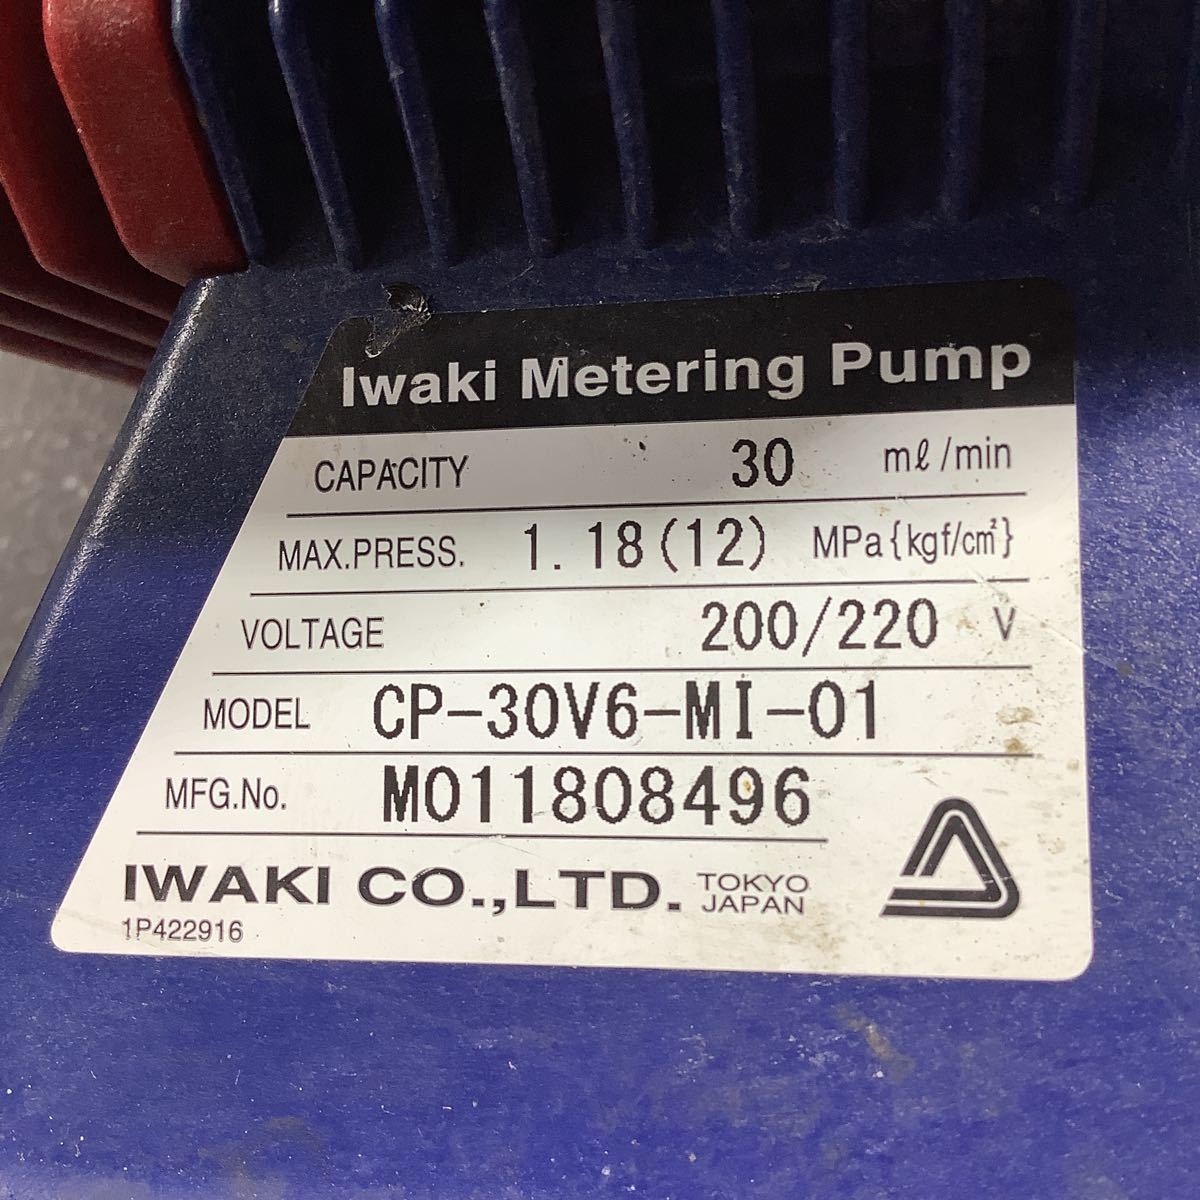 Iwaki Metering Pump
CAPACITY 30 mℓ/min
MAX.PRESS. 1.18(12) MPa{kgf/cm²}
VOLTAGE 200/220 V
MODEL CP-30V6-MI-01
MFG.No. M011808496
IWAKI CO.,LTD. TOKYO JAPAN
1P422916